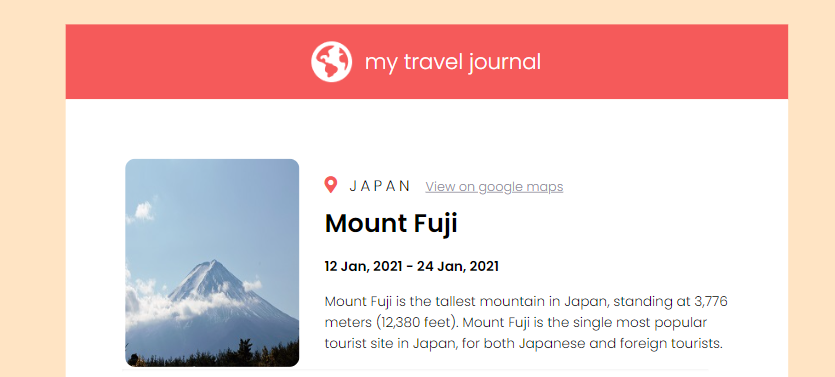 my travel journal
JAPAN View on google maps
Mount Fuji
12 Jan, 2021 - 24 Jan, 2021
Mount Fuji is the tallest mountain in Japan, standing at 3,776
meters (12,380 feet). Mount Fuji is the single most popular
tourist site in Japan, for both Japanese and foreign tourists.